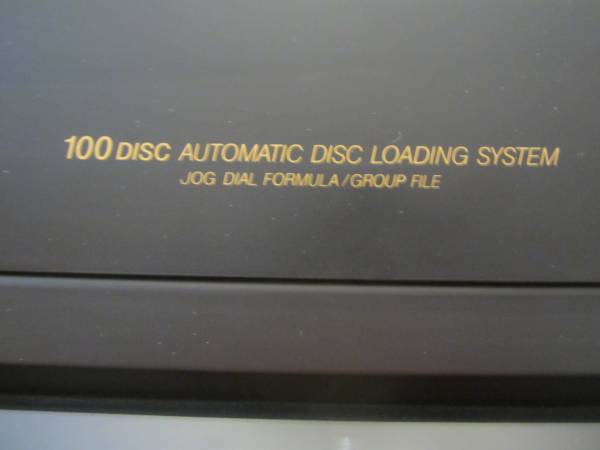 100 DISC AUTOMATIC DISC LOADING SYSTEM
JOG DIAL FORMULA/GROUP FILE